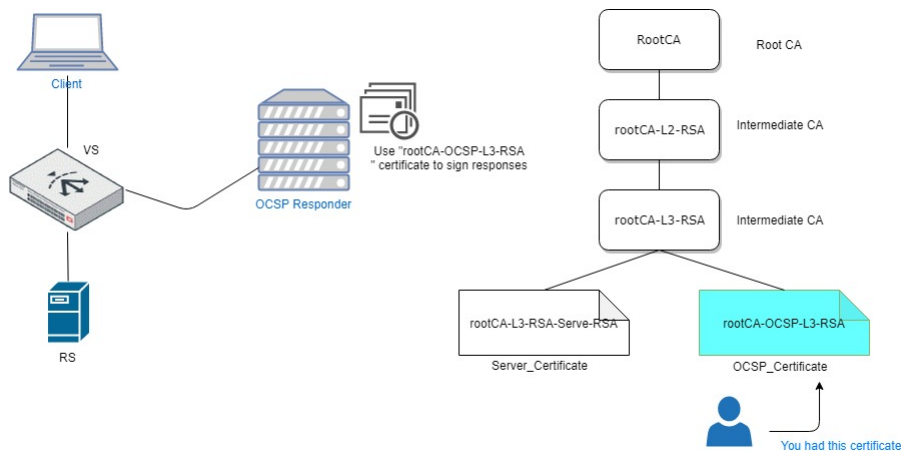 Client
VS
Use "rootCA-OCSP-L3-RSA
" certificate to sign responses
OCSP Responder
RS
RootCA
Root CA
rootCA-L2-RSA
Intermediate CA
rootCA-L3-RSA
Intermediate CA
rootCA-L3-RSA-Serve-RSA
Server_Certificate
rootCA-OCSP-L3-RSA
OCSP_Certificate
You had this certificate